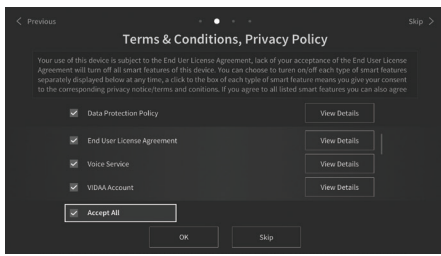 Previous
Skip
Terms & Conditions, Privacy Policy
Your use of this device is subject to the End Uer License Agreement, lack of your acceptance of the End UseY License
Agreement will turn off all smart features of this device. You can choose to turen on/off each type of smart features
separately displayed below at any time, a click to the box of each type of smart feature means you give your consent
to the corresponding privacy notice/terms and conitions. If you agree to all listed smart features you can also agree
Data Protection Policy
View Details
End User License Agreement
View Details
Voice Service
View Details
VIDAA Account
View Details
Accept All
OK
Skip